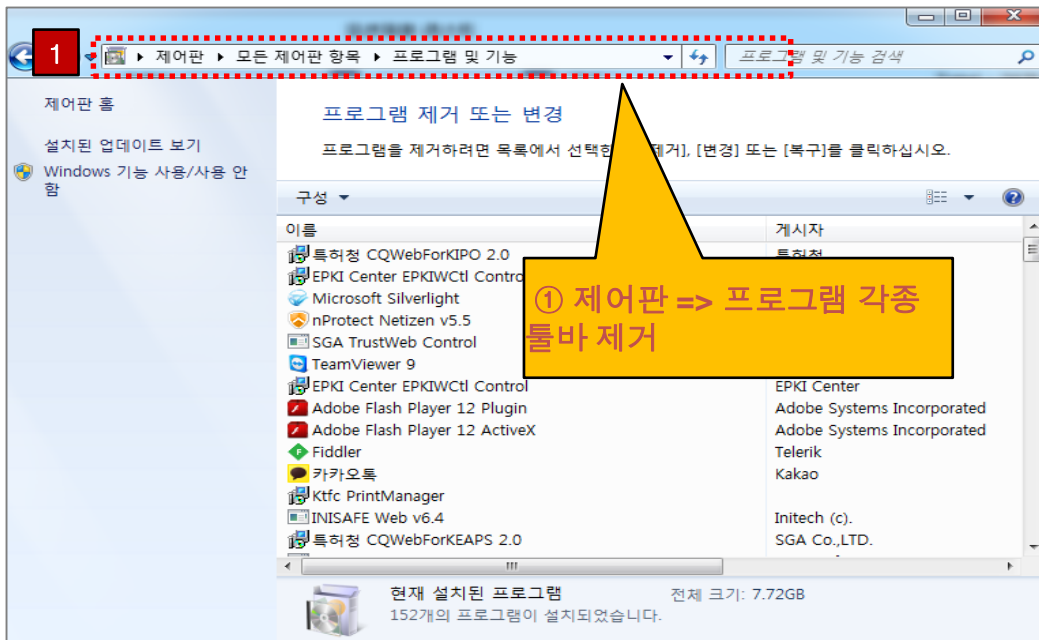 1
제어판 ▸ 모든 제어판 항목 ▸ 프로그램 및 기능
프로그램 및 기능 검색
제어판 홈
설치된 업데이트 보기
Windows 기능 사용/사용 안
함
프로그램 제거 또는 변경
프로그램을 제거하려면 목록에서 선택한 제거], [변경] 또는 [복구]를 클릭하십시오.
구성
이름 게시자
특허청 CQWebForKIPO 2.0 특허청
EPKI Center EPKIWCtl Contro
Microsoft Silverlight
nProtect Netizen v5.5
SGA TrustWeb Control
TeamViewer 9
① 제어판 => 프로그램 각종
툴바 제거
EPKI Center EPKIWCtl Control EPKI Center
Adobe Flash Player 12 Plugin Adobe Systems Incorporated
Adobe Flash Player 12 ActiveX Adobe Systems Incorporated
Fiddler Telerik
카카오톡 Kakao
Ktfc PrintManager
INISAFE Web v6.4 Initech (c).
특허청 CQWebForKEAPS 2.0 SGA Co.,LTD.
현재 설치된 프로그램 전체 크기: 7.72GB
152개의 프로그램이 설치되었습니다.